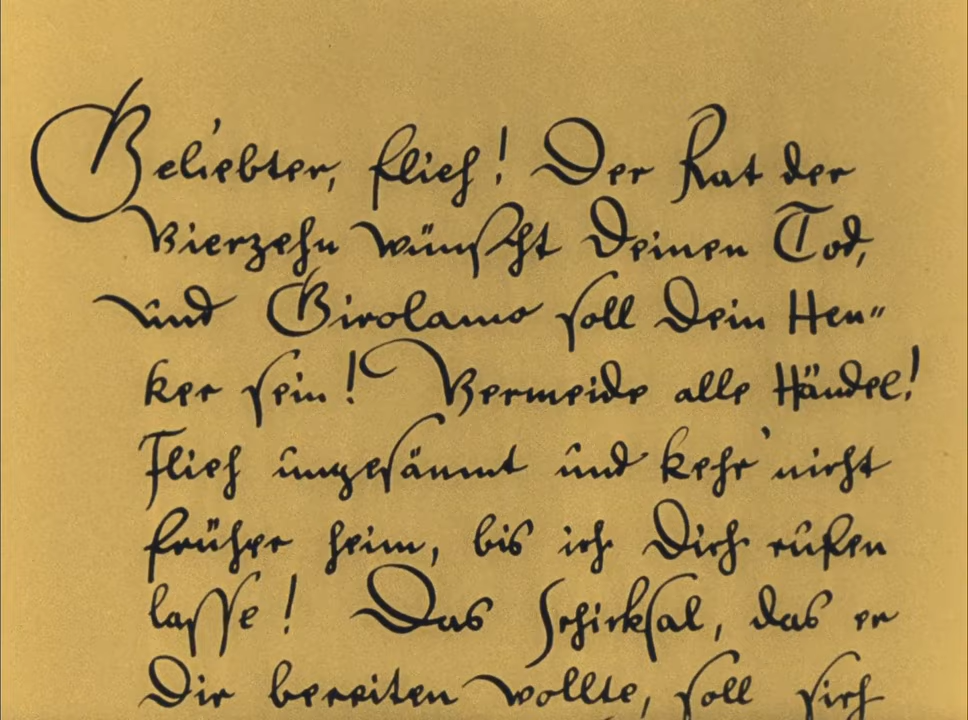 Geliebter, flieh! Der Rat der
Vierzehn wünscht Deinen Tod,
und Girolamo soll Dein Hen-
ker sein! Vermeide alle Händel!
Flieh ungesäumt und kehr' nicht
früher heim, bis ich Dich rufen
lasse! Das Schicksal, das er
Dir bereiten wollte, soll sich